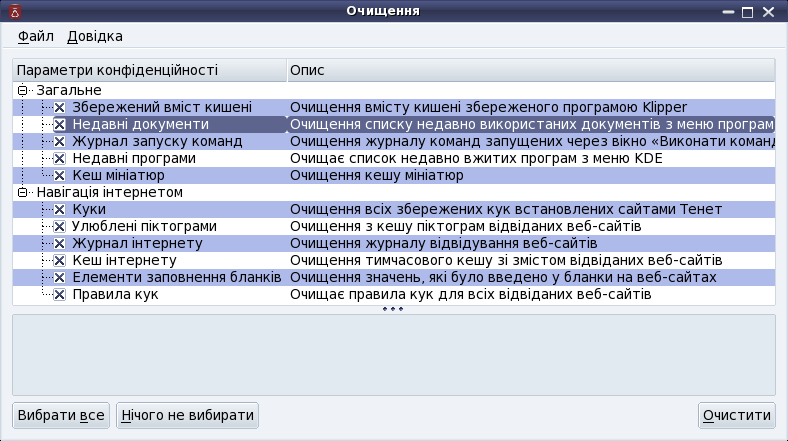 Очищення
Файл Довідка
Параметри конфіденційності Опис
Загальне
Збережений вміст кишені Очищення вмісту кишені збереженого програмою Klipper
Недавні документи Очищення списку недавно використаних документів з меню програм
Журнал запуску команд Очищення журналу команд запущених через вікно «Виконати команд
Недавні програми Очищає список недавно вжитих програм з меню KDE
Кеш мініатюр Очищення кешу мініатюр
Навігація інтернетом
Куки Очищення всіх збережених кук встановлених сайтами Тенет
Улюблені піктограми Очищення з кешу піктограм відвіданих веб-сайтів
Журнал інтернету Очищення журналу відвідування веб-сайтів
Кеш інтернету Очищення тимчасового кешу зі змістом відвіданих веб-сайтів
Елементи заповнення бланків Очищення значень, які було введено у бланки на веб-сайтах
Правила кук Очищає правила кук для всіх відвіданих веб-сайтів
Вибрати все Нічого не вибирати Очистити